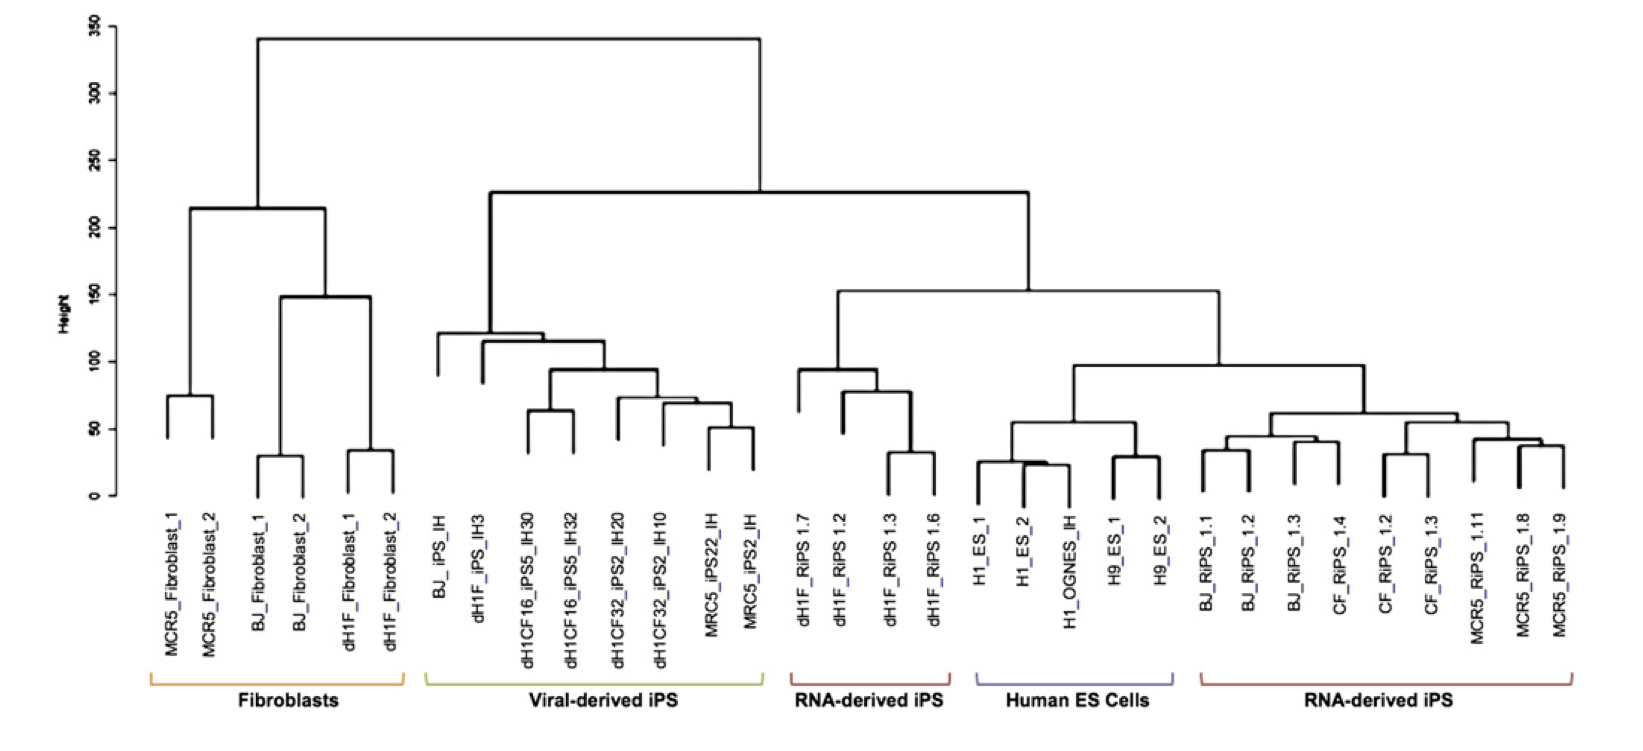 350
300
250
200
150
100
50
0
Height
MCR5_Fibroblast_1
MCR5_Fibroblast_2
BJ_Fibroblast_1
BJ_Fibroblast_2
dH1F_Fibroblast_1
dH1F_Fibroblast_2
BJ_ iPS_IH
dH1F_iPS_IH3
dH1CF16_iPS5_IH30
dH1CF16_iPS5_IH32
dH1CF32_iPS2_IH20
dH1CF32_iPS2_IH10
MRC5_iPS22_IH
MRC5_iPS2_IH
dH1F_RiPS 1.7
dH1F_RiPS 1.2
dH1F_RiPS 1.3
dH1F_RiPS 1.6
H1_ES_1
H1_ES_2
H1_OGNES_IH
H9_ES_1
H9_ES_2
BJ_RiPS_1.1
BJ_RiPS_1.2
BJ_RiPS_1.3
CF_RiPS_1.4
CF_RiPS_1.2
CF_RiPS_1.3
MCR5_RiPS_1.11
MCR5_RiPS_1.8
MCR5_RiPS_1.9
Fibroblasts
Viral-derived iPS
RNA-derived iPS
Human ES Cells
RNA-derived iPS